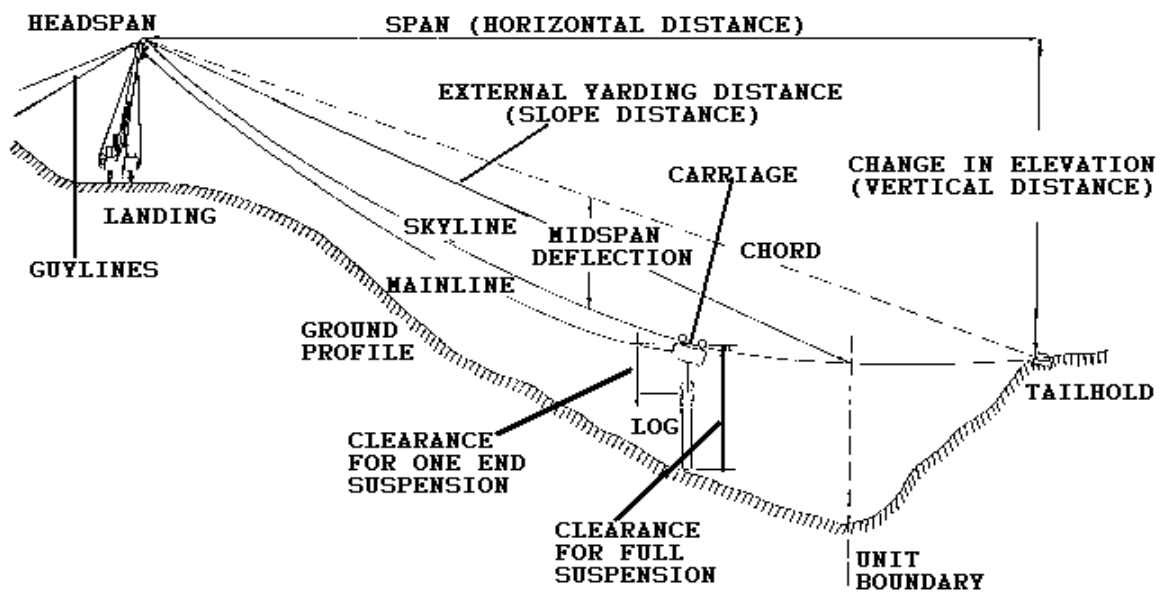 HEADSPAN
SPAN (HORIZONTAL DISTANCE)
EXTERNAL YARDING DISTANCE
(SLOPE DISTANCE)
CHANGE IN ELEVATION
(VERTICAL DISTANCE)
CARRIAGE
LANDING
SKYLINE
MIDSPAN
DEFLECTION
CHORD
GUYLINES
MAINLINE
GROUND
PROFILE
TAILHOLD
LOG
CLEARANCE
FOR ONE END
SUSPENSION
CLEARANCE
FOR FULL
SUSPENSION
UNIT
BOUNDARY